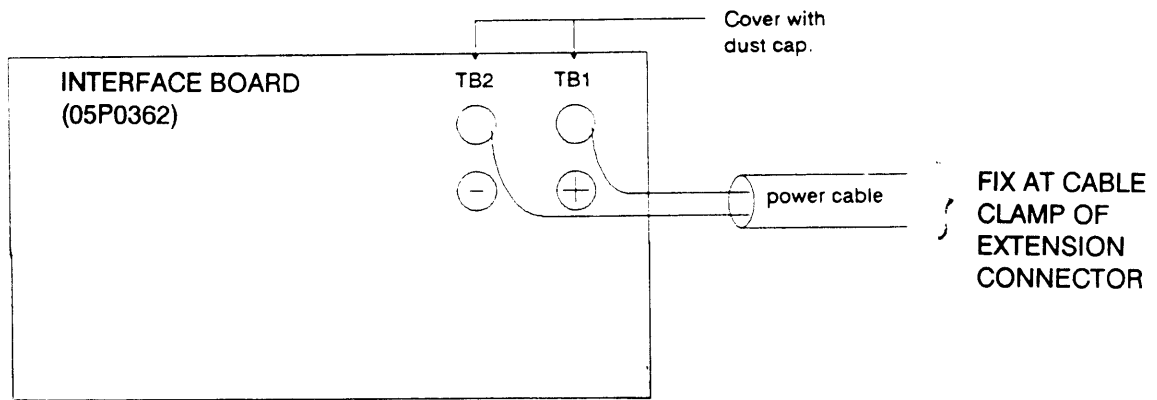 Cover with
dust cap.
INTERFACE BOARD
(05P0362)
TB2 TB1
- +
power cable
FIX AT CABLE
CLAMP OF
EXTENSION
CONNECTOR